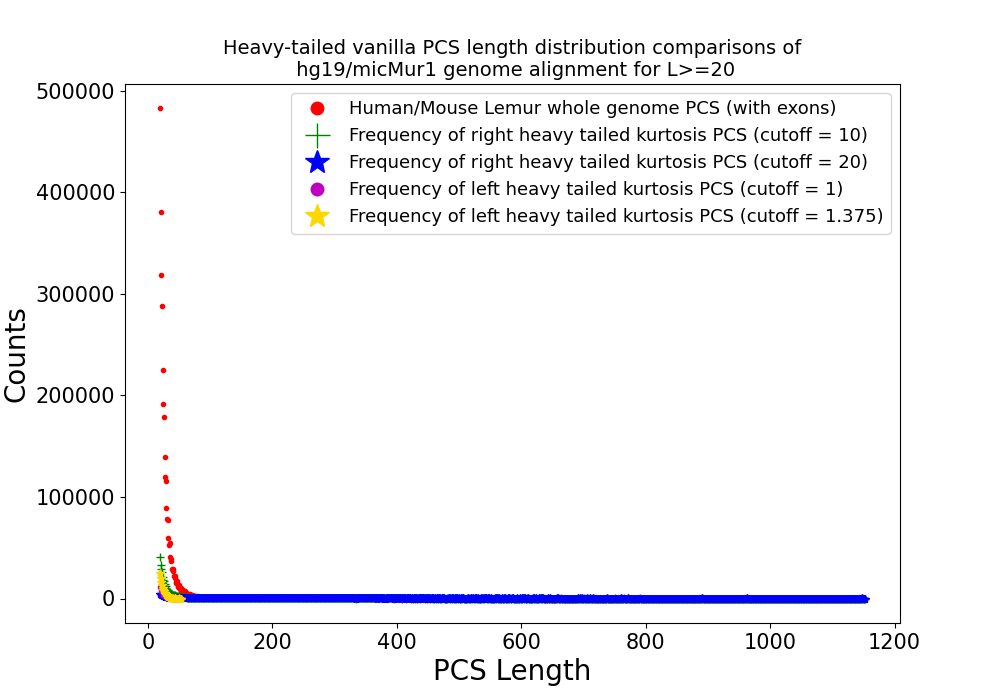 Heavy-tailed vanilla PCS length distribution comparisons of
hg19/micMur1 genome alignment for L>=20
500000
400000
300000
200000
100000
0
Counts
Human/Mouse Lemur whole genome PCS (with exons)
Frequency of right heavy tailed kurtosis PCS (cutoff = 10)
Frequency of right heavy tailed kurtosis PCS (cutoff = 20)
Frequency of left heavy tailed kurtosis PCS (cutoff = 1)
Frequency of left heavy tailed kurtosis PCS (cutoff = 1.375)
0 200 400 600 800 1000 1200
PCS Length